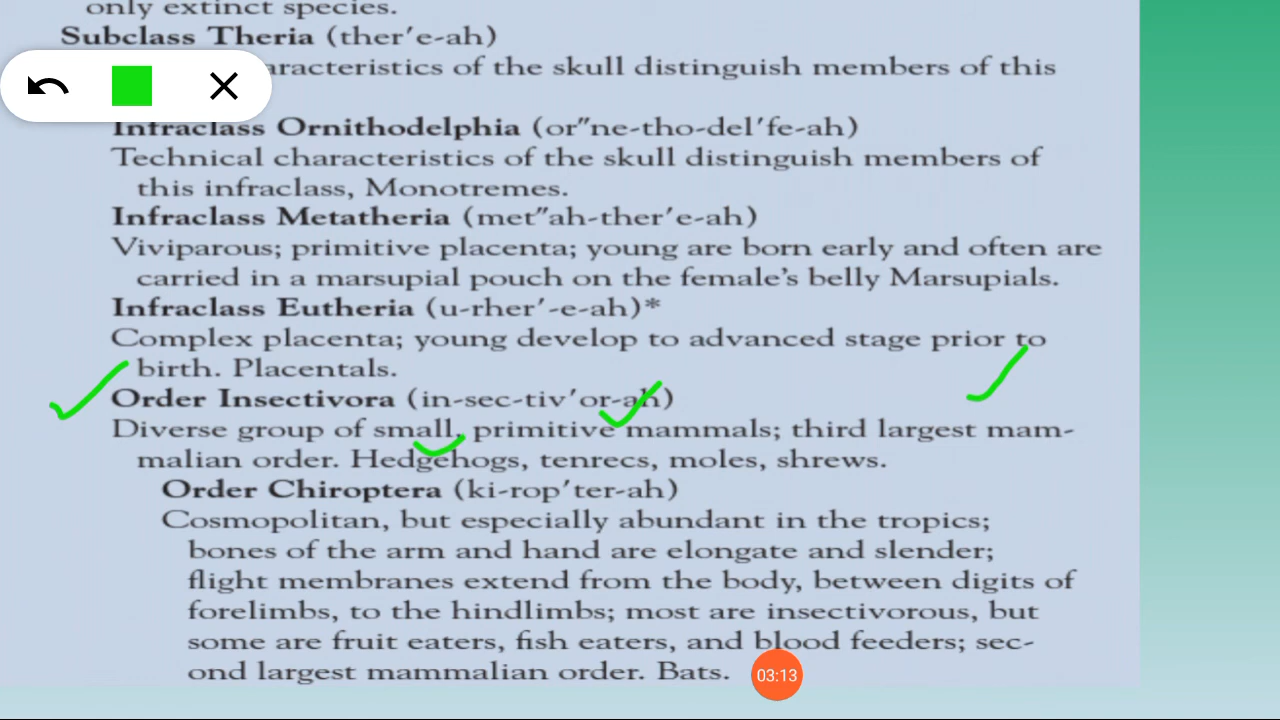 only extinct species.
Subclass Theria (ther′e-ah)
aracteristics of the skull distinguish members of this
Infraclass Ornithodelphia (or″ne-tho-del′fe-ah)
Technical characteristics of the skull distinguish members of
this infraclass, Monotremes.
Infraclass Metatheria (met″ah-ther′e-ah)
Viviparous; primitive placenta; young are born early and often are
carried in a marsupial pouch on the female’s belly Marsupials.
Infraclass Eutheria (u-rher′-e-ah)*
Complex placenta; young develop to advanced stage prior to
birth. Placentals.
Order Insectivora (in-sec-tiv′or-ah)
Diverse group of small, primitive mammals; third largest mam-
malian order. Hedgehogs, tenrecs, moles, shrews.
Order Chiroptera (ki-rop′ter-ah)
Cosmopolitan, but especially abundant in the tropics;
bones of the arm and hand are elongate and slender;
flight membranes extend from the body, between digits of
forelimbs, to the hindlimbs; most are insectivorous, but
some are fruit eaters, fish eaters, and blood feeders; sec-
ond largest mammalian order. Bats.
03:13